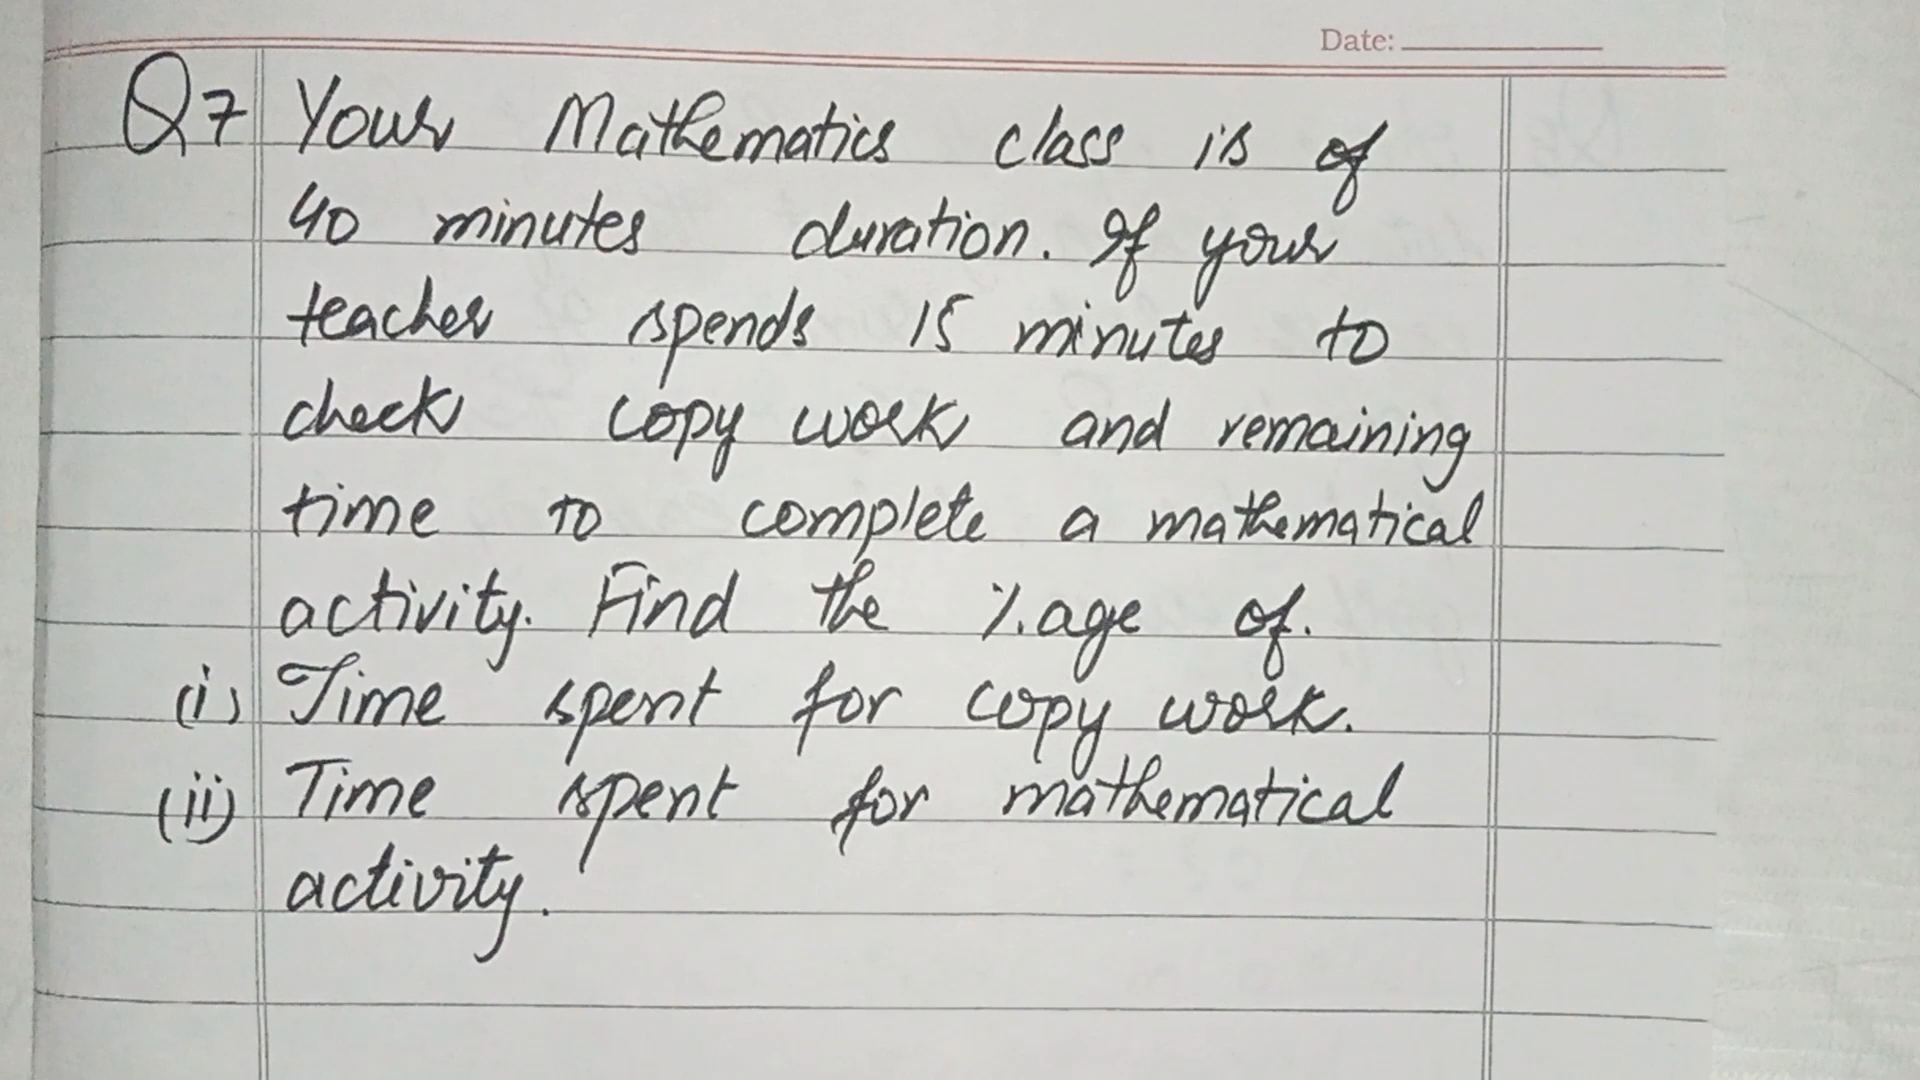 Date:
Q7 Your Mathematics class is of
40 minutes duration. If your
teacher spends 15 minutes to
check copy work and remaining
time to complete a mathematical
activity. Find the %age of.
(i) Time spent for copy work.
(ii) Time spent for mathematical
activity.